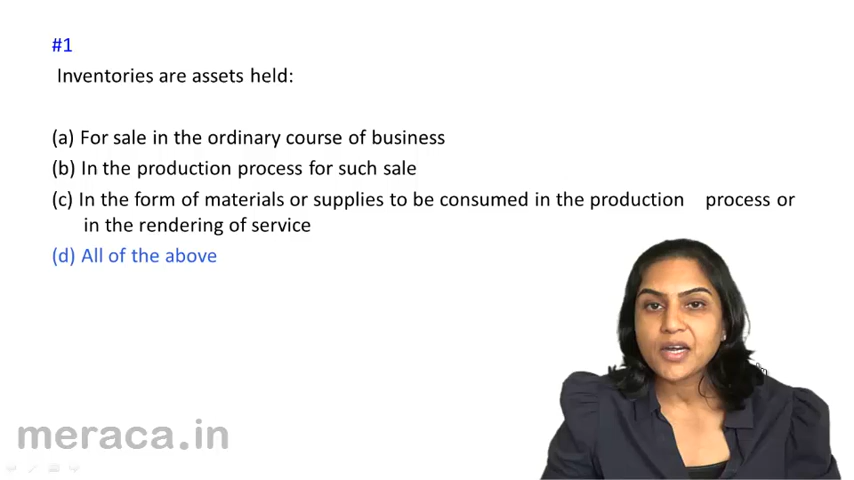 #1
Inventories are assets held:
(a) For sale in the ordinary course of business
(b) In the production process for such sale
(c) In the form of materials or supplies to be consumed in the production process or
in the rendering of service
(d) All of the above
meraca.in